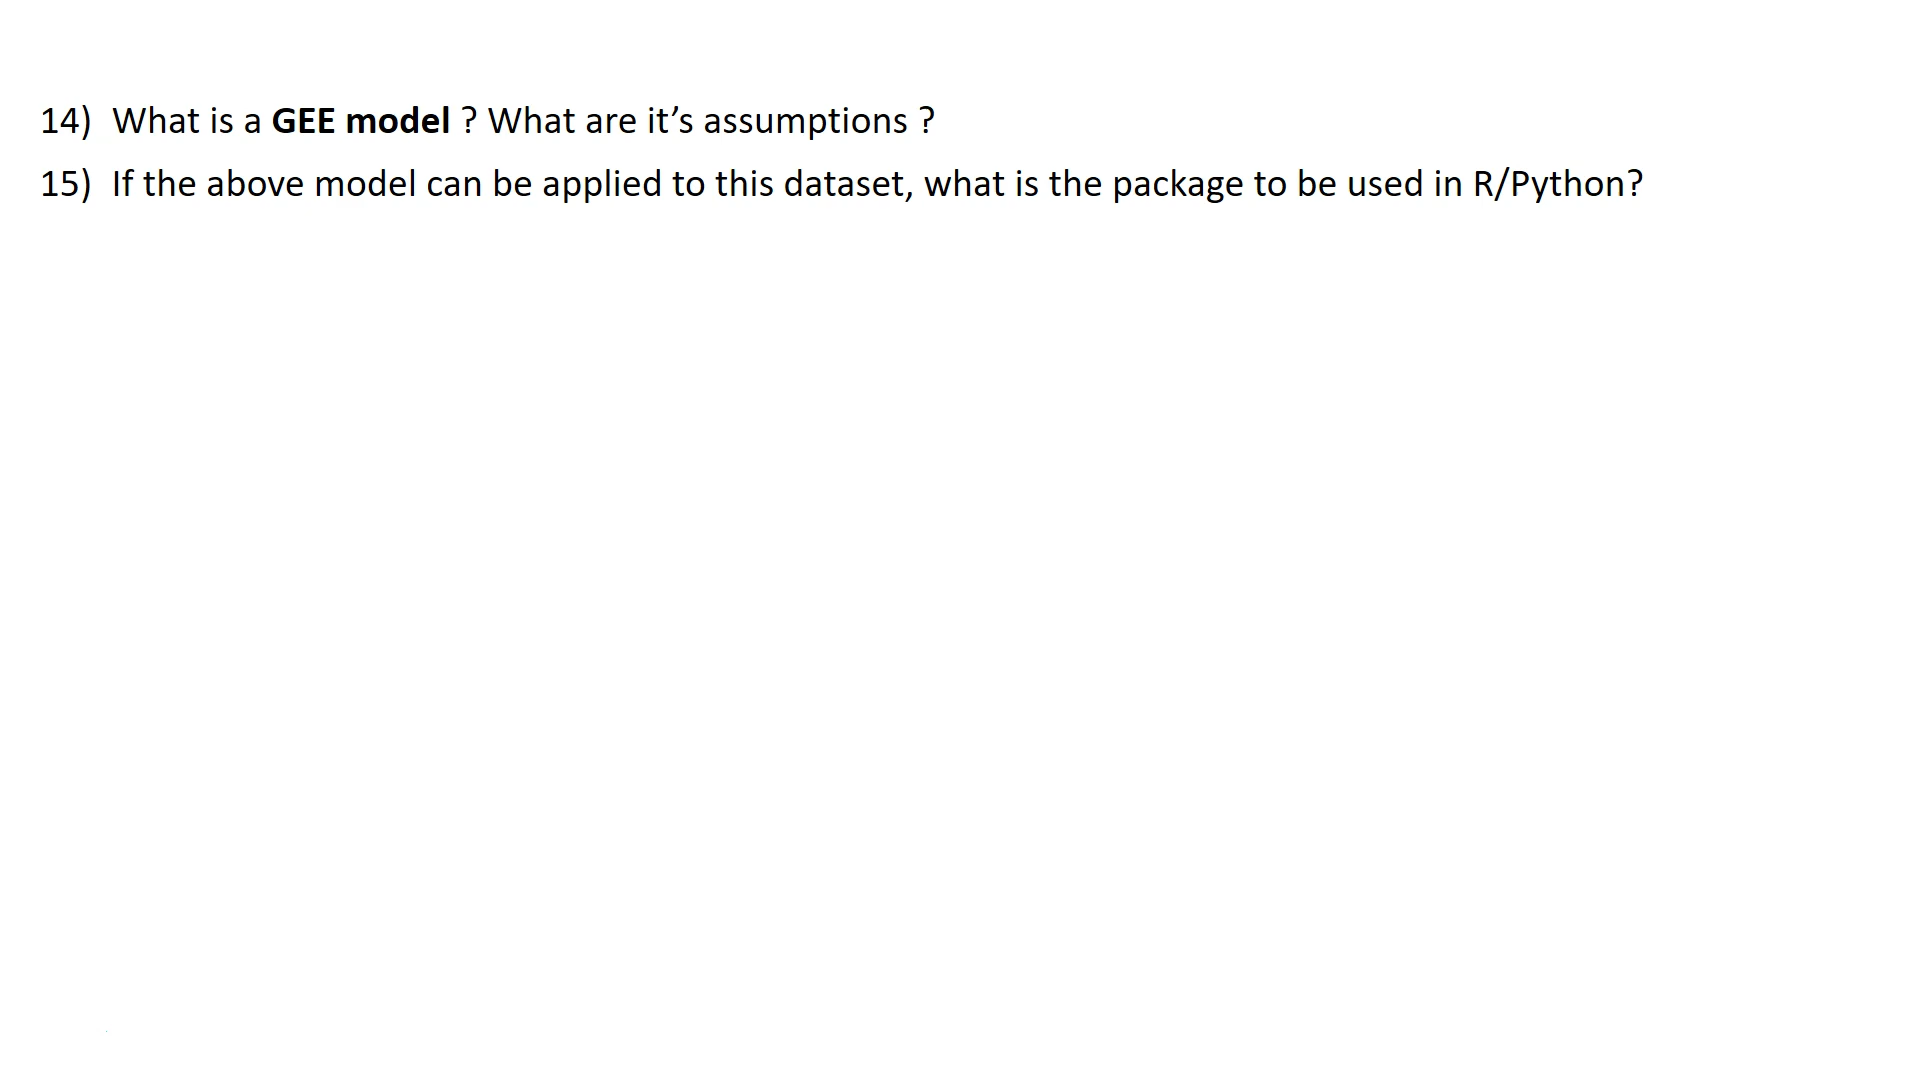 14) What is a GEE model ? What are it’s assumptions ?
15) If the above model can be applied to this dataset, what is the package to be used in R/Python?